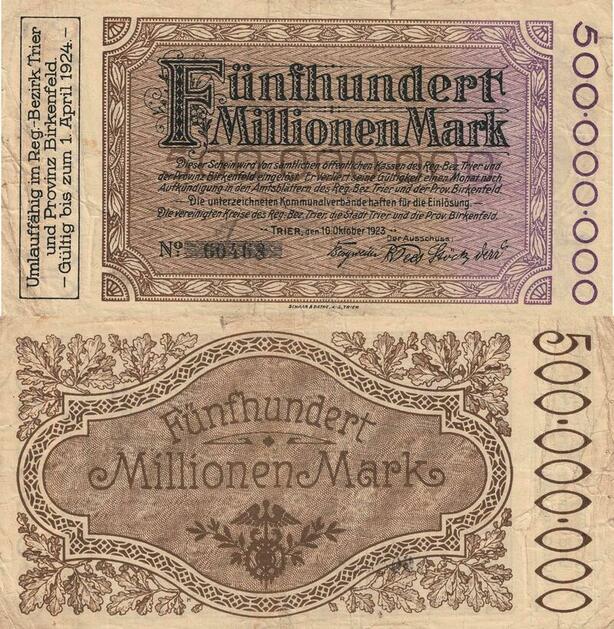 Umlauffähig im Reg.-Bezirk Trier
und Provinz Birkenfeld.
– Gültig bis zum 1. April 1924. –
Fünfhundert
Millionen Mark
Dieser Schein wird von sämtlichen öffentlichen Kassen des Reg-Bez. Trier und
der Provinz Birkenfeld eingelöst. Er verliert seine Gültigkeit einen Monat nach
Aufkündigung in den Amtsblättern des Reg. Bez. Trier und der Prov. Birkenfeld.
– Die unterzeichneten Kommunalverbände haften für die Einlösung. –
Die vereinigten Kreise des Reg-Bez. Trier, die Stadt Trier und die Prov. Birkenfeld.
TRIER, den 10. Oktober 1923
Der Ausschuss:
No. 60468
SCHAAR & DATHE, A.-G., TRIER
500·000·000
Fünfhundert
Millionen Mark
500·000·000